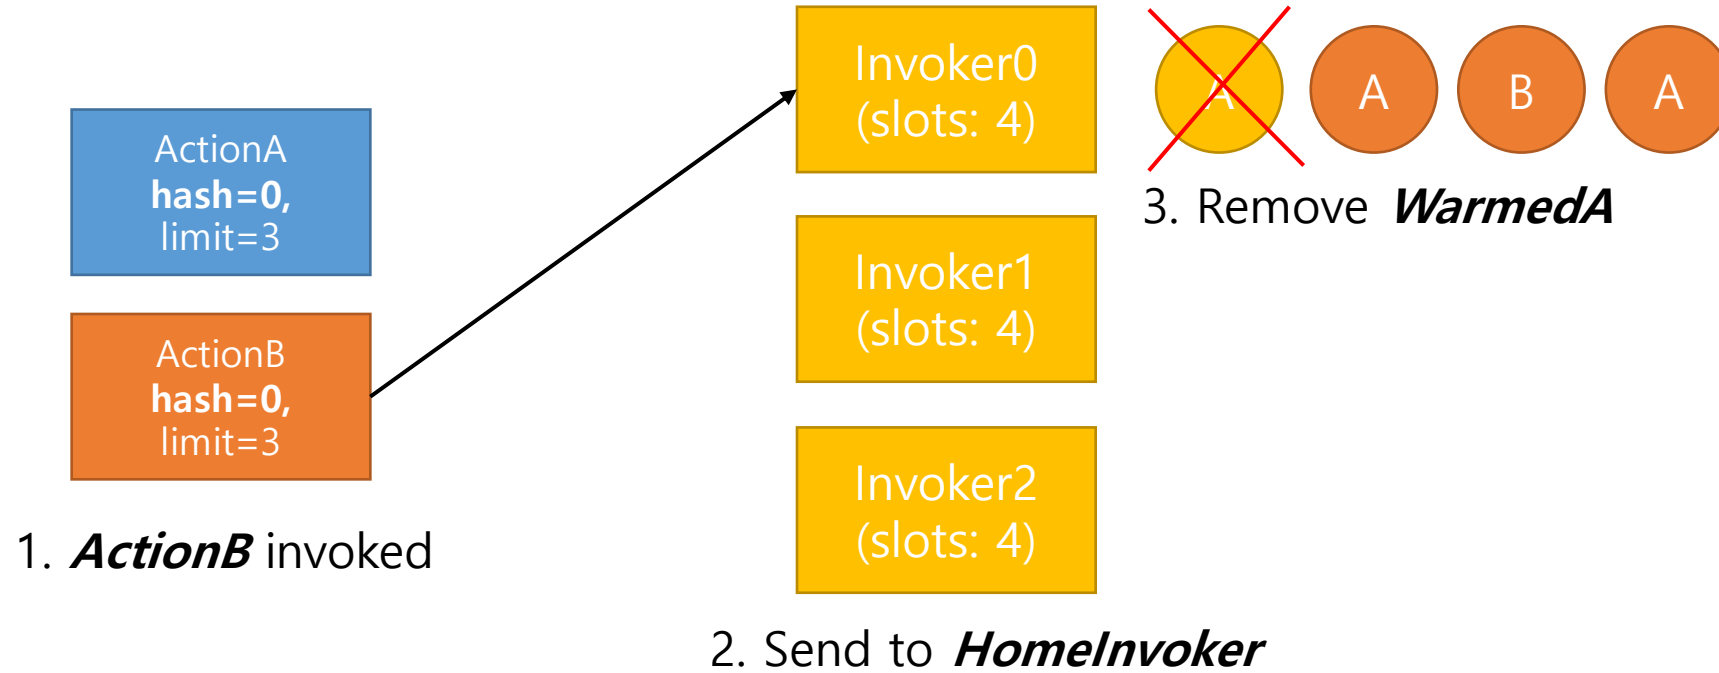 ActionA
hash=0,
limit=3
ActionB
hash=0,
limit=3
1. ActionB invoked
Invoker0
(slots: 4)
Invoker1
(slots: 4)
Invoker2
(slots: 4)
2. Send to HomeInvoker
A
A
B
A
3. Remove WarmedA